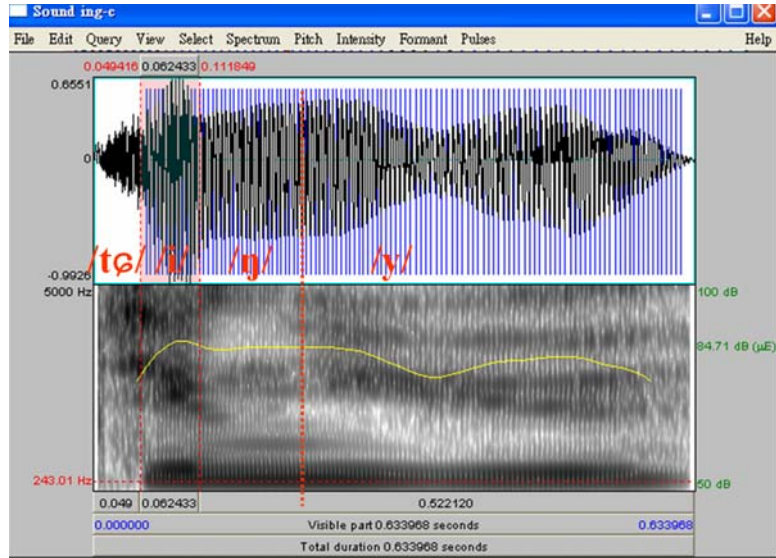 Sound ing-c
File Edit Query View Select Spectrum Pitch Intensity Formant Pulses Help
0.049416 0.062433 0.111849
0.6551
0
/tɕ/ /i/ /ŋ/ /y/
-0.9926
5000 Hz 100 dB
84.71 dB (µE)
243.01 Hz
50 dB
0.049 0.062433 0.522120
0.000000 Visible part 0.633968 seconds 0.633968
Total duration 0.633968 seconds